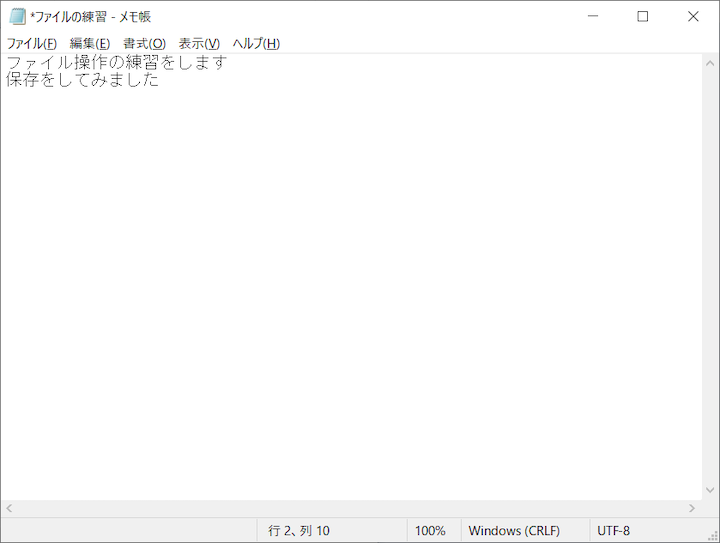 *ファイルの練習 - メモ帳
ファイル(F) 編集(E) 書式(O) 表示(V) ヘルプ(H)
ファイル操作の練習をします
保存をしてみました
行 2、列 10 100% Windows (CRLF) UTF-8